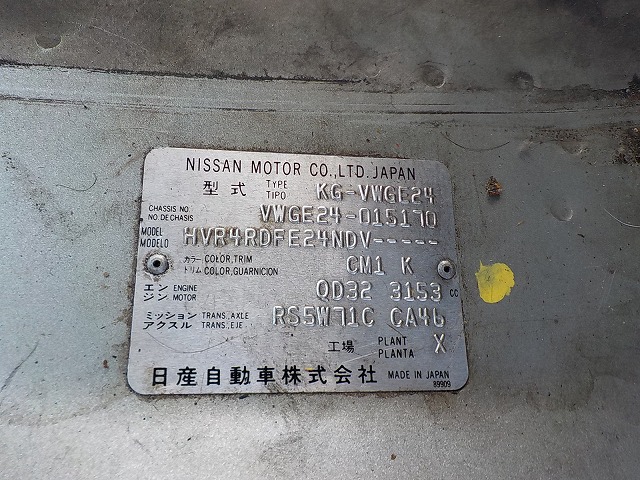 NISSAN MOTOR CO.,LTD. JAPAN
型式 TYPE TIPO KG-VWGE24
CHASSIS NO. NO DE CHASIS VWGE24-015170
MODEL MODELO HVR4RDFE24NDV-----
カラー COLOR,TRIM トリム COLOR,GUARNICION CM1 K
エンジン ENGINE MOTOR QD32 3153 CC
ミッション TRANS.,AXLE アクスル TRANS.,EJE. RS5W71C CA46
工場 PLANT PLANTA X
日産自動車株式会社 MADE IN JAPAN
89909